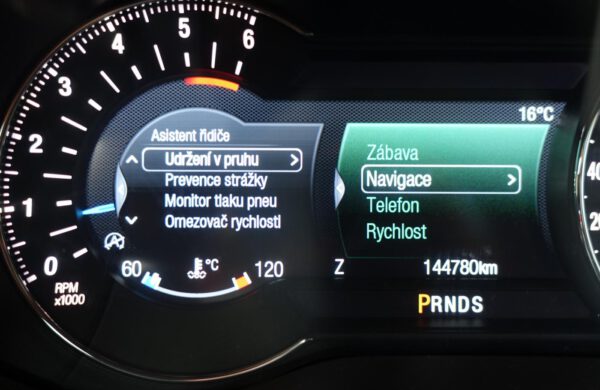 6
5
4
3
2
1
0
RPM
x1000
Asistent řidiče
Udržení v pruhu >
Prevence strážky
Monitor tlaku pneu
Omezovač rychlosti
60 °C 120
16°C
Zábava
Navigace >
Telefon
Rychlost
Z 144780km
PRNDS